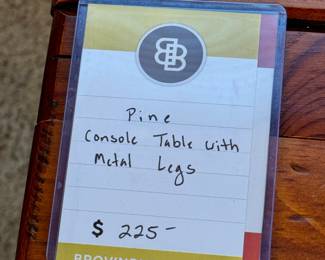 Pine
Console Table with
Metal Legs
$ 225-